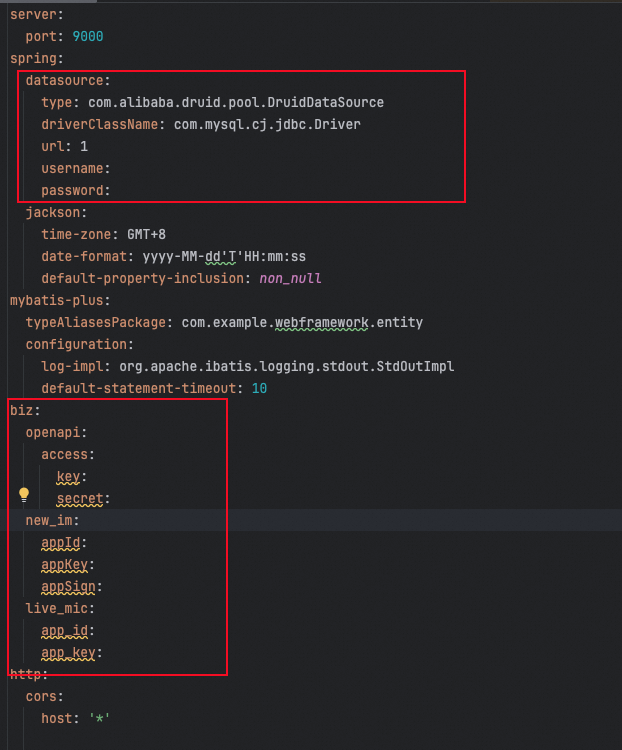 server:
  port: 9000
spring:
  datasource:
    type: com.alibaba.druid.pool.DruidDataSource
    driverClassName: com.mysql.cj.jdbc.Driver
    url: 1
    username:
    password:
  jackson:
    time-zone: GMT+8
    date-format: yyyy-MM-dd'T'HH:mm:ss
    default-property-inclusion: non_null
mybatis-plus:
  typeAliasesPackage: com.example.webframework.entity
  configuration:
    log-impl: org.apache.ibatis.logging.stdout.StdOutImpl
    default-statement-timeout: 10
biz:
  openapi:
    access:
      key:
      secret:
  new_im:
    appId:
    appKey:
    appSign:
  live_mic:
    app_id:
    app_key:
http:
  cors:
    host: '*'